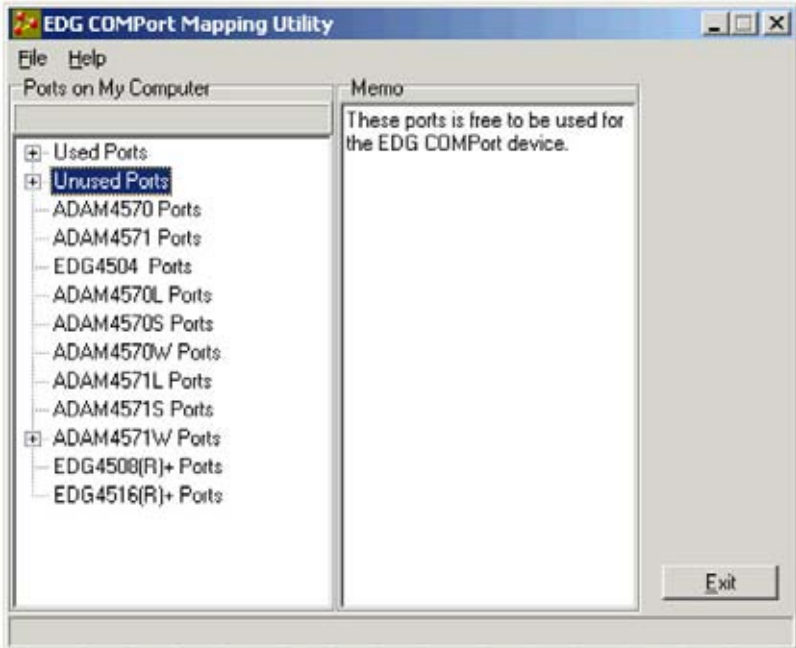 EDG COMPort Mapping Utility
File Help
Ports on My Computer
Memo
Used Ports
Unused Ports
ADAM4570 Ports
ADAM4571 Ports
EDG4504 Ports
ADAM4570L Ports
ADAM4570S Ports
ADAM4570W Ports
ADAM4571L Ports
ADAM4571S Ports
ADAM4571W Ports
EDG4508(R)+ Ports
EDG4516(R)+ Ports
These ports is free to be used for
the EDG COMPort device.
Exit